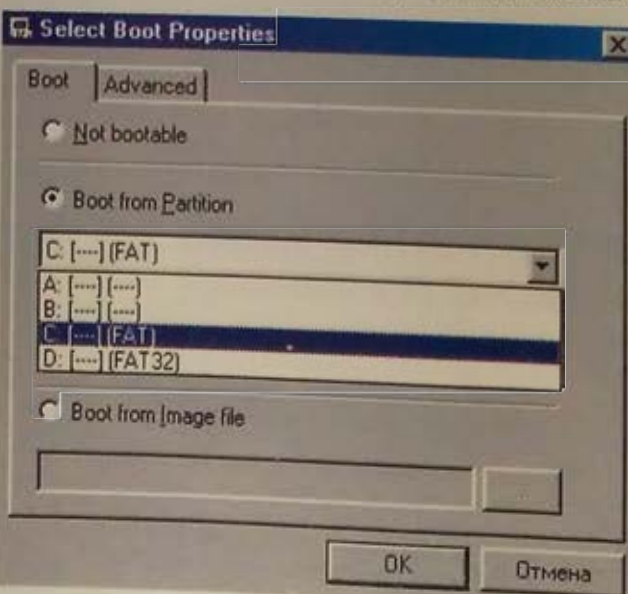 Select Boot Properties
Boot
Advanced
Not bootable
Boot from Partition
C: [----] (FAT)
A: [----] (----)
B: [----] (----)
C: [----] (FAT)
D: [----] (FAT32)
Boot from Image file
OK
Отмена